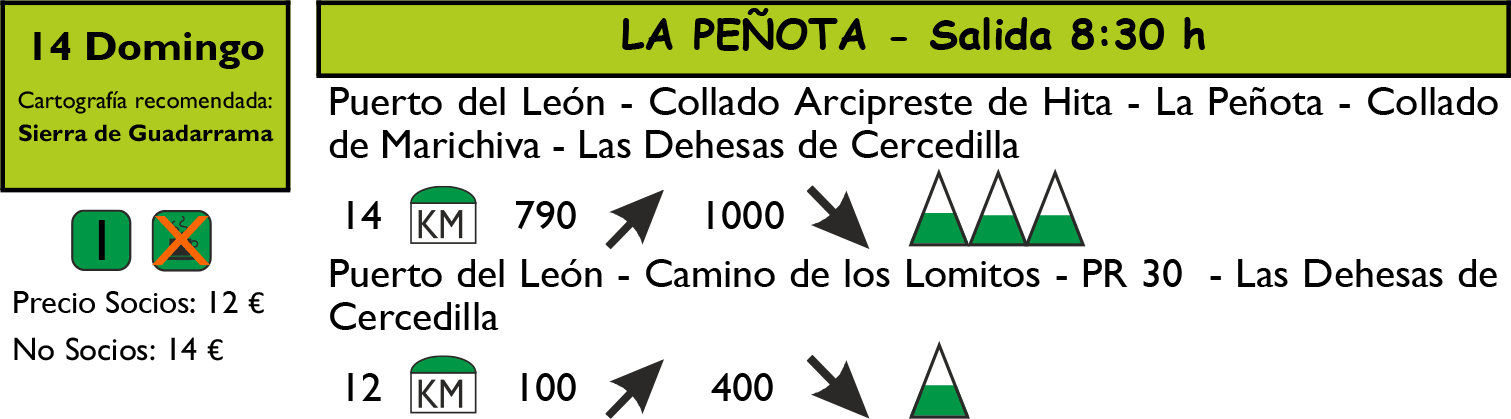 14 Domingo
Cartografía recomendada:
Sierra de Guadarrama
I
Precio Socios: 12 €
No Socios: 14 €
LA PEÑOTA - Salida 8:30 h
Puerto del León - Collado Arcipreste de Hita - La Peñota - Collado
de Marichiva - Las Dehesas de Cercedilla
14 KM 790 1000
Puerto del León - Camino de los Lomitos - PR 30 - Las Dehesas de
Cercedilla
12 KM 100 400